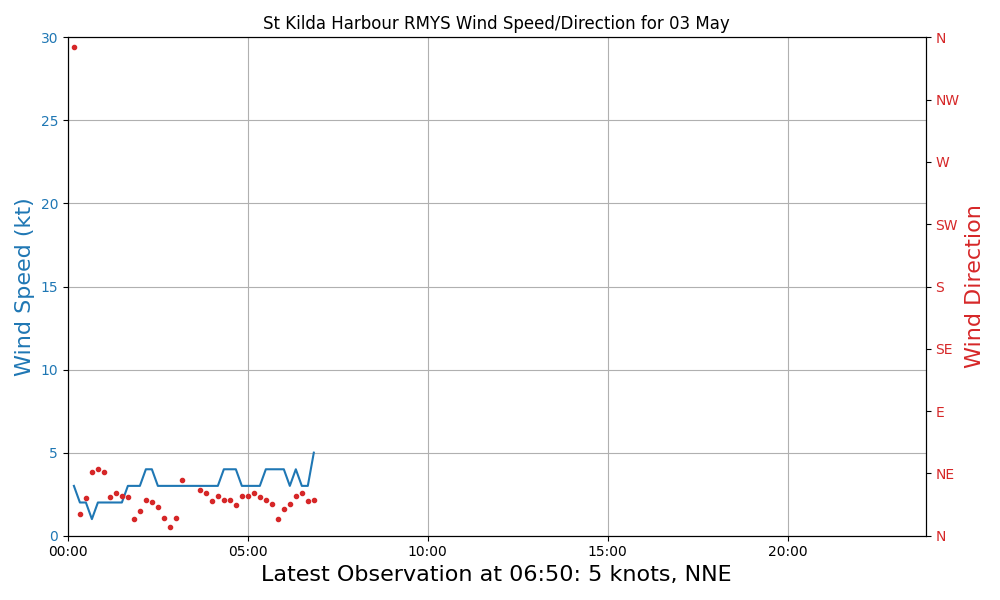 St Kilda Harbour RMYS Wind Speed/Direction for 03 May
30
25
20
15
10
5
0
Wind Speed (kt)
N
NW
W
SW
S
SE
E
NE
N
Wind Direction
00:00 05:00 10:00 15:00 20:00
Latest Observation at 06:50: 5 knots, NNE